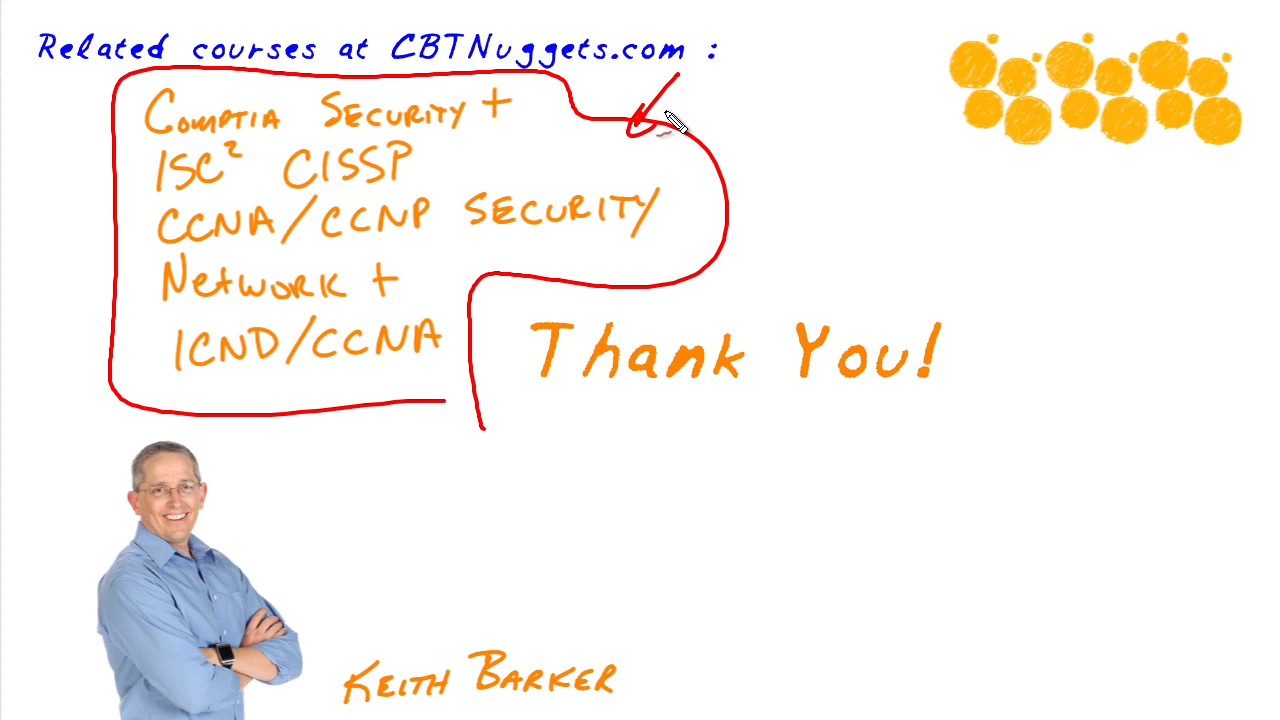 Related courses at CBTNuggets.com :
Comptia Security +
ISC² CISSP
CCNA/CCNP SECURITY
Network +
ICND/CCNA
Thank You!
Keith Barker